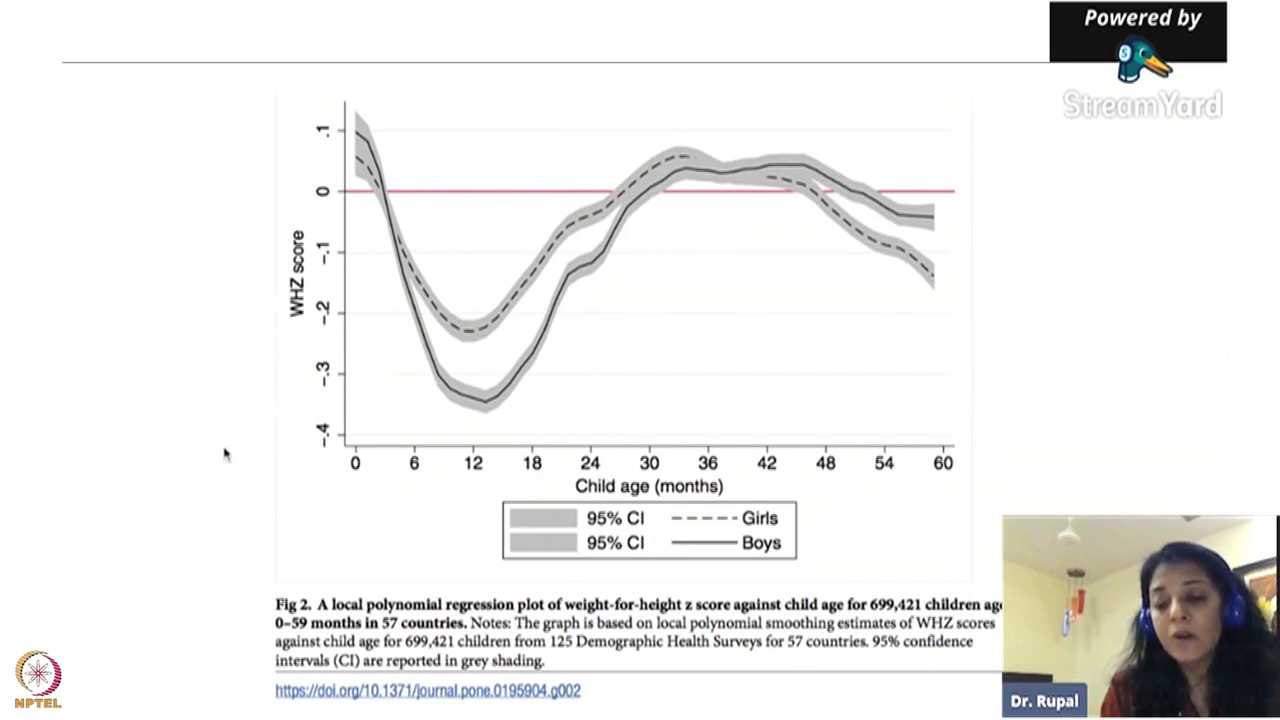 Powered by
S
StreamYard
.1
0
-.1
-.2
-.3
-.4
WHZ score
0 6 12 18 24 30 36 42 48 54 60
Child age (months)
95% CI Girls
95% CI Boys
Fig 2. A local polynomial regression plot of weight-for-height z score against child age for 699,421 children ag
0–59 months in 57 countries. Notes: The graph is based on local polynomial smoothing estimates of WHZ scores
against child age for 699,421 children from 125 Demographic Health Surveys for 57 countries. 95% confidence
intervals (CI) are reported in grey shading.
https://doi.org/10.1371/journal.pone.0195904.g002
NPTEL
Dr. Rupal